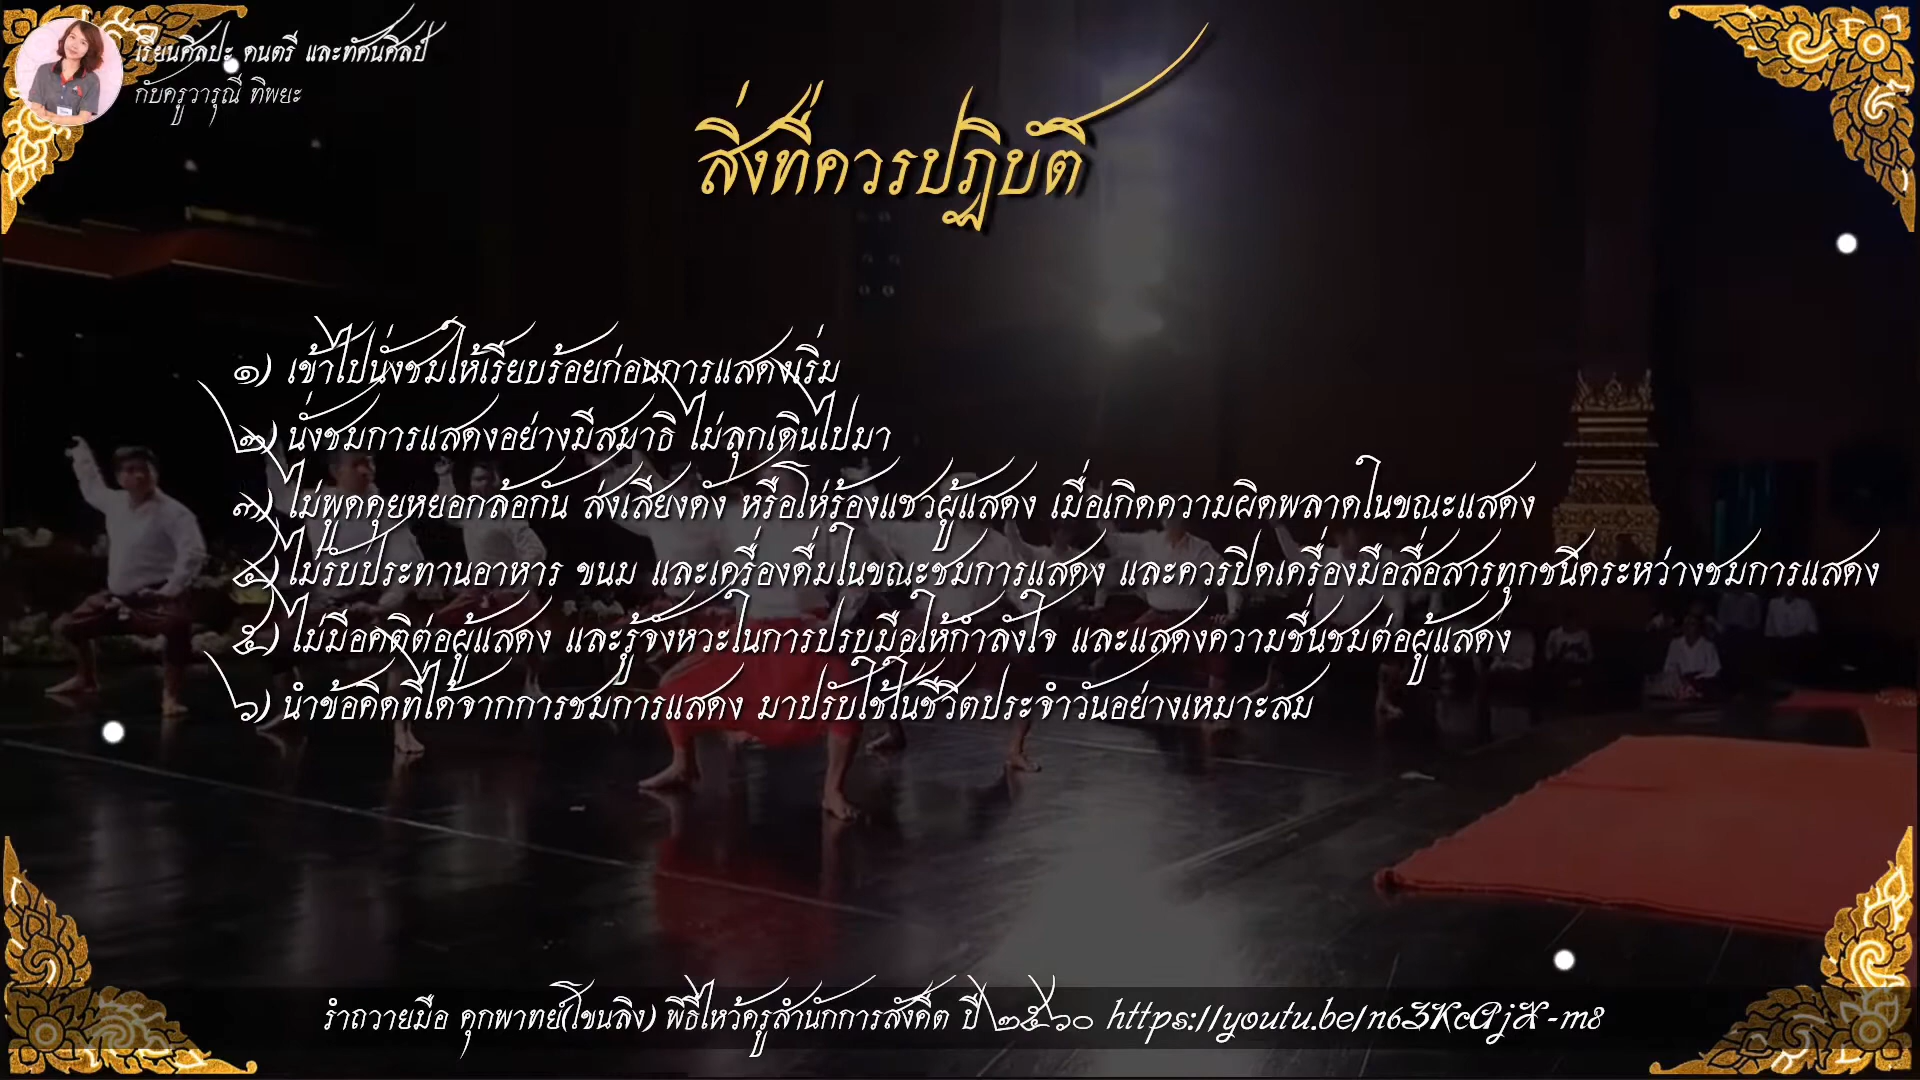 เรียนศิลปะ ดนตรี และทัศนศิลป์
กับครูวารุณี ทิพยะ
สิ่งที่ควรปฏิบัติ
๑) เข้าไปนั่งชมให้เรียบร้อยก่อนการแสดงเริ่ม
๒) นั่งชมการแสดงอย่างมีสมาธิ ไม่ลุกเดินไปมา
๓) ไม่พูดคุยหยอกล้อกัน ส่งเสียงดัง หรือโห่ร้องแซวผู้แสดง เมื่อเกิดความผิดพลาดในขณะแสดง
๔) ไม่รับประทานอาหาร ขนม และเครื่องดื่มในขณะชมการแสดง และควรปิดเครื่องมือสื่อสารทุกชนิดระหว่างชมการแสดง
๕) ไม่มีอคติต่อผู้แสดง และรู้จังหวะในการปรบมือให้กำลังใจ และแสดงความชื่นชมต่อผู้แสดง
๖) นำข้อคิดที่ได้จากการชมการแสดง มาปรับใช้ในชีวิตประจำวันอย่างเหมาะสม
รำถวายมือ คุกพาทย์(โขนลิง) พิธีไหว้ครูสำนักการสังคีต ปี ๒๕๖๐ https://youtu.be/n63KcAjX-m8